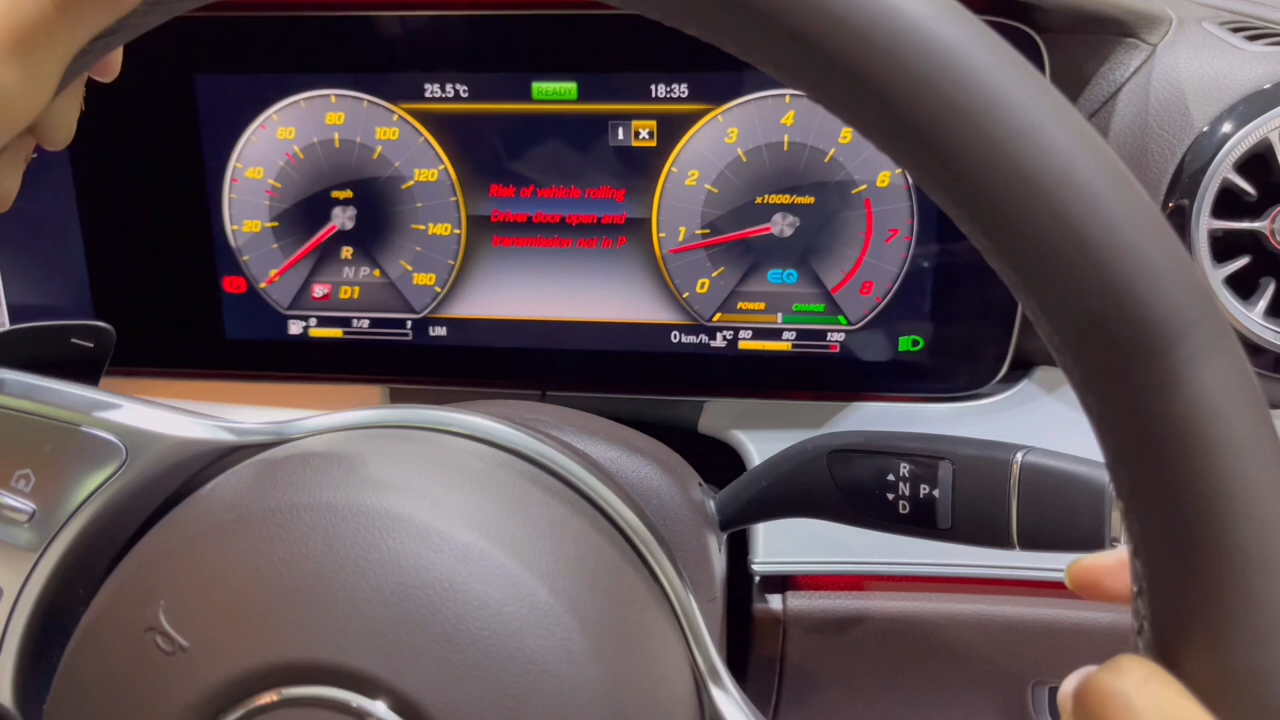 25.5°C
READY
18:35
i
Risk of vehicle rolling
Driver door open and
transmission not in P
0
20
40
60
80
100
120
140
160
mph
R
N P
S+ D1
0 1/2 1
LIM
0
1
2
3
4
5
6
7
8
x1000/min
EQ
POWER
CHARGE
0 km/h
°C 50 90 130
R
N P
D